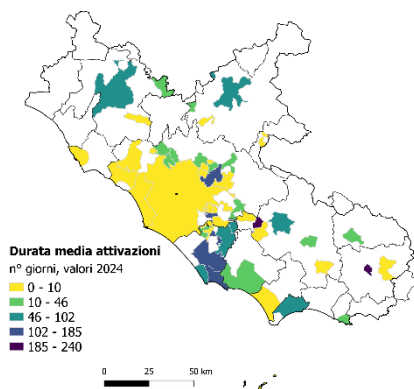 Durata media attivazioni
n° giorni, valori 2024
0 - 10
10 - 46
46 - 102
102 - 185
185 - 240
0 25 50 km